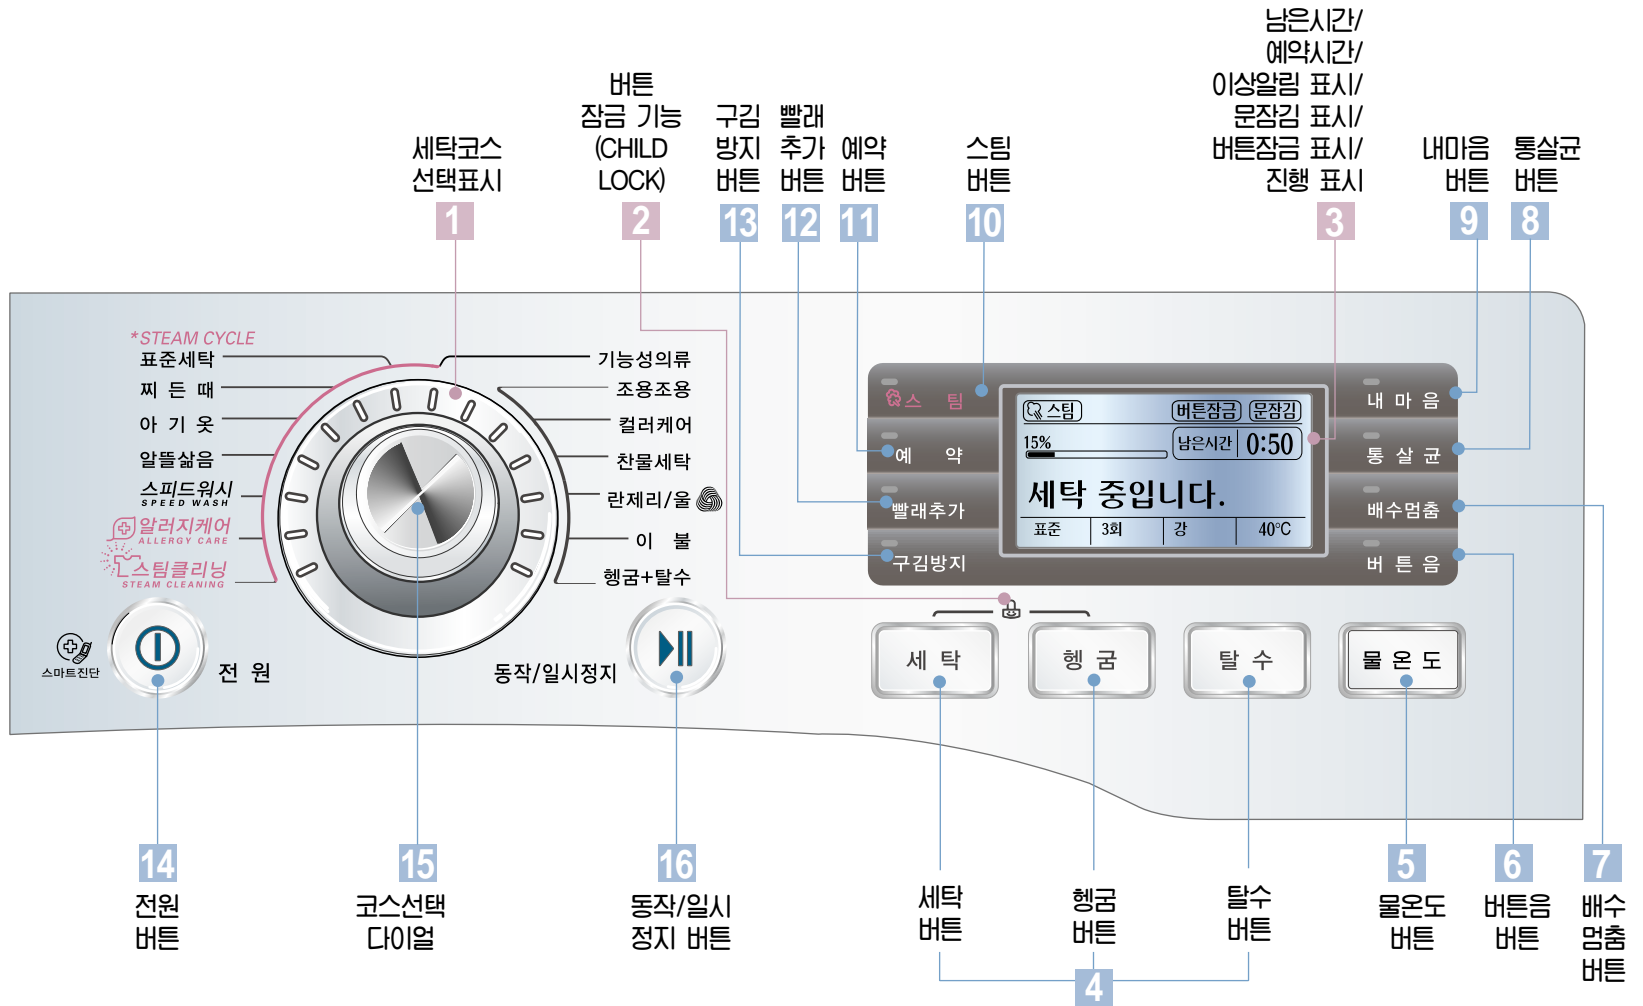 남은시간/
예약시간/
이상알림 표시/
문잠김 표시/
버튼잠금 표시/
진행 표시
3
버튼
잠금 기능
(CHILD
LOCK)
2
세탁코스
선택표시
1
구김
방지
버튼
13
빨래
추가
버튼
12
예약
버튼
11
스팀
버튼
10
내마음
버튼
9
통살균
버튼
8
*STEAM CYCLE
표준세탁
찌 든 때
아 기 옷
알뜰삶음
스피드워시
SPEED WASH
알러지케어
ALLERGY CARE
스팀클리닝
STEAM CLEANING
기능성의류
조용조용
컬러케어
찬물세탁
란제리/울
이 불
헹굼+탈수
스마트진단
전 원
동작/일시정지
스 팀
예 약
빨래추가
구김방지
스팀 버튼잠금 문잠김
15% 남은시간 0:50
세탁 중입니다.
표준 3회 강 40°C
내 마 음
통 살 균
배수멈춤
버 튼 음
세 탁
헹 굼
탈 수
물 온 도
14
전원
버튼
15
코스선택
다이얼
16
동작/일시
정지 버튼
세탁
버튼
헹굼
버튼
탈수
버튼
4
5
물온도
버튼
6
버튼음
버튼
7
배수
멈춤
버튼